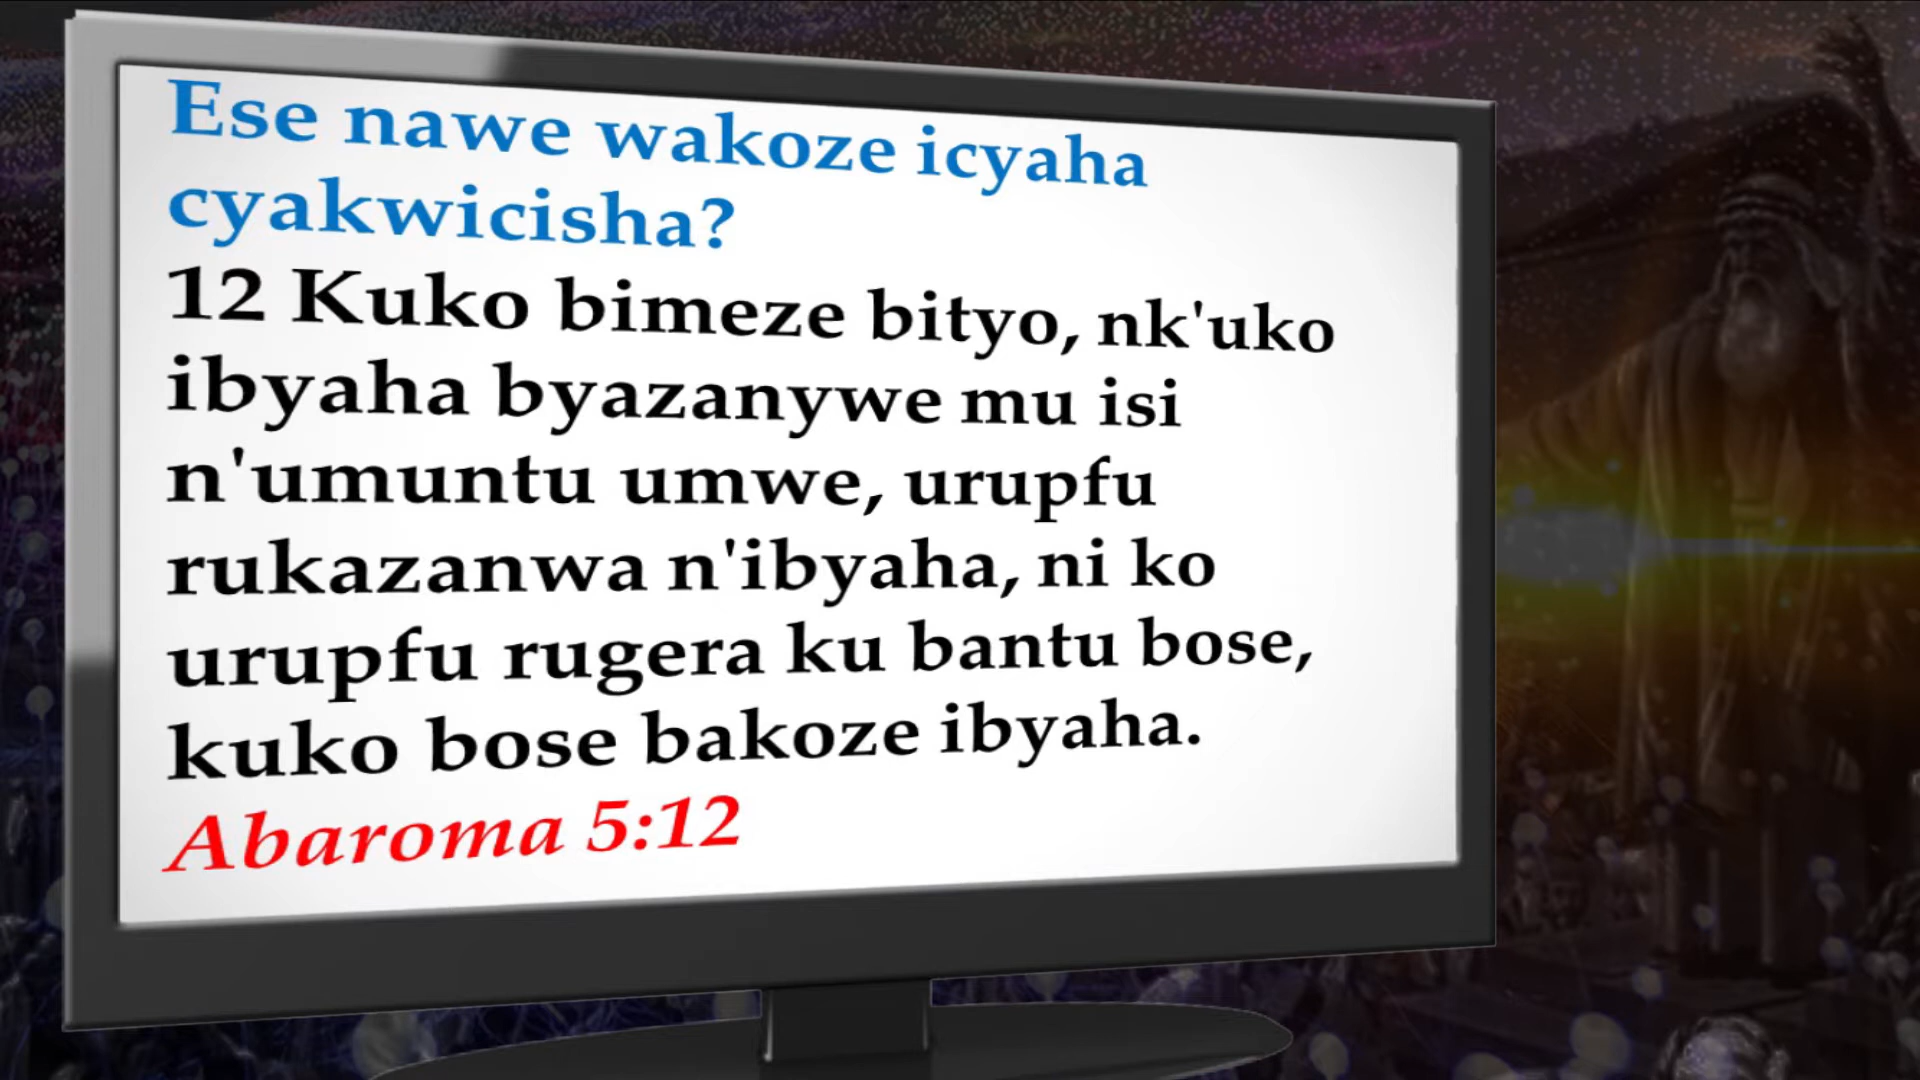 Ese nawe wakoze icyaha
cyakwicisha?
12 Kuko bimeze bityo, nk'uko
ibyaha byazanywe mu isi
n'umuntu umwe, urupfu
rukazanwa n'ibyaha, ni ko
urupfu rugera ku bantu bose,
kuko bose bakoze ibyaha.
Abaroma 5:12